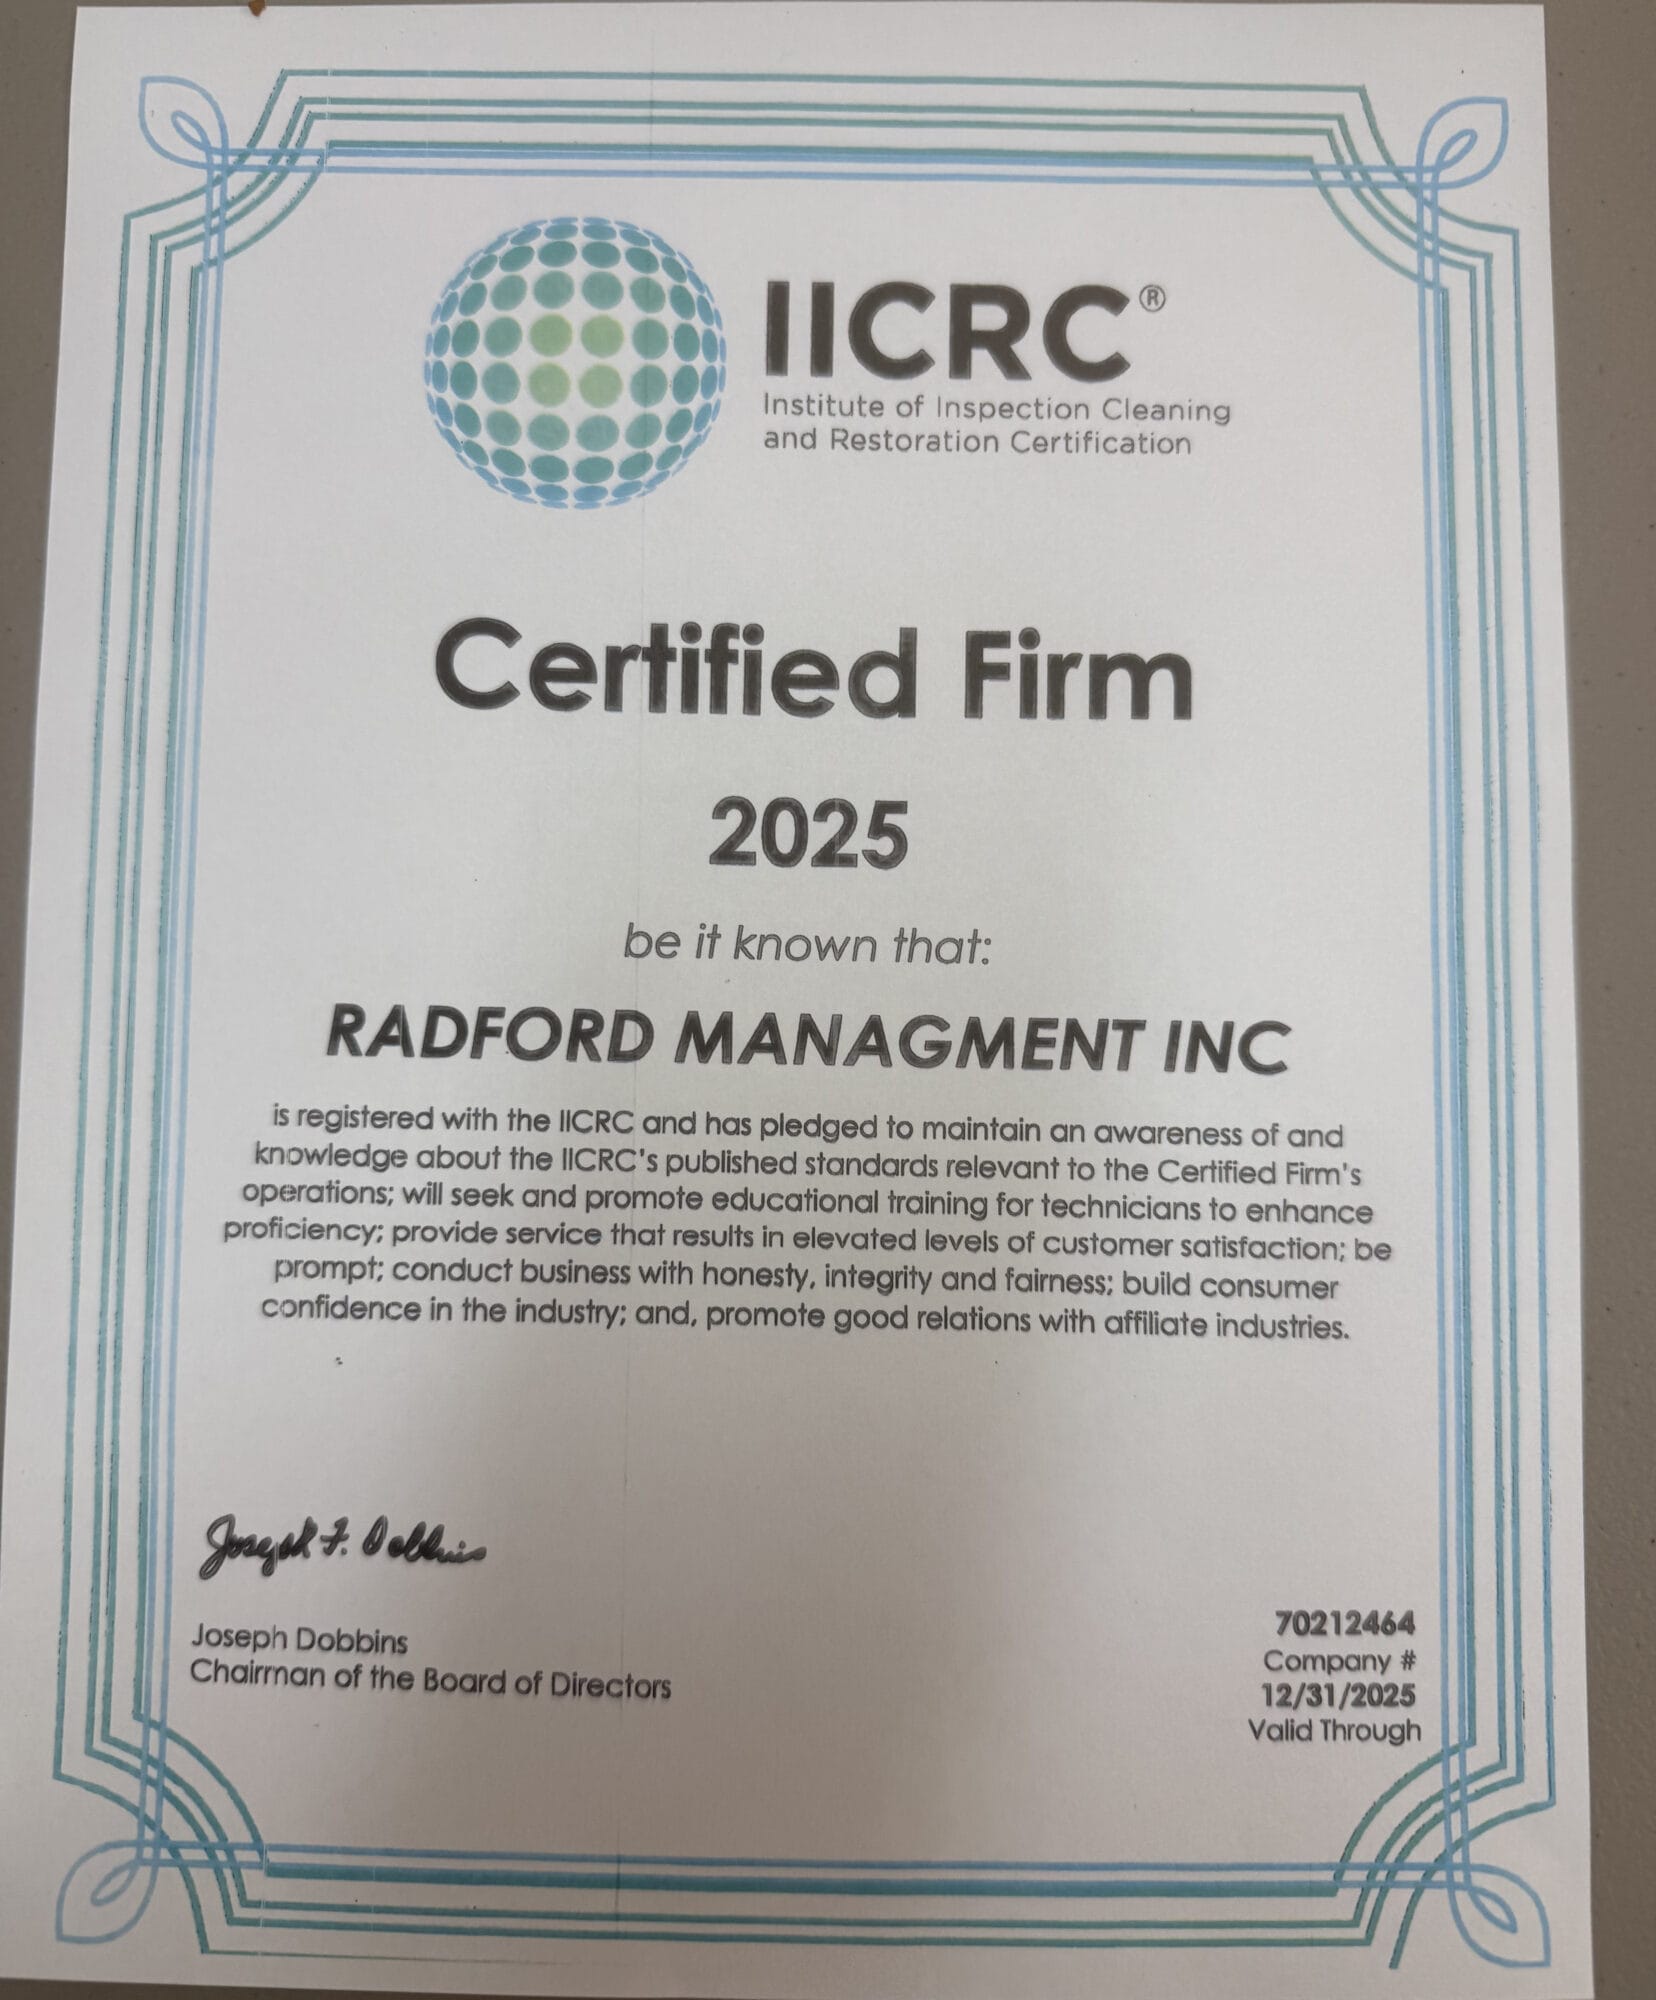 IICRC®
Institute of Inspection Cleaning
and Restoration Certification
Certified Firm
2025
be it known that:
RADFORD MANAGMENT INC
is registered with the IICRC and has pledged to maintain an awareness of and
knowledge about the IICRC's published standards relevant to the Certified Firm's
operations; will seek and promote educational training for technicians to enhance
proficiency; provide service that results in elevated levels of customer satisfaction; be
prompt; conduct business with honesty, integrity and fairness; build consumer
confidence in the industry; and, promote good relations with affiliate industries.
Joseph F. Dobbins
Joseph Dobbins
Chairman of the Board of Directors
70212464
Company #
12/31/2025
Valid Through